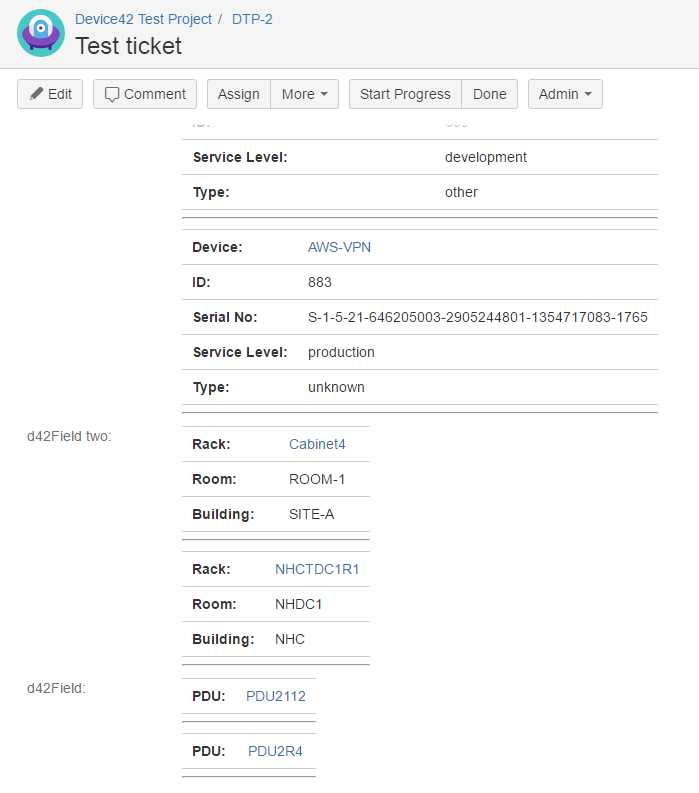 Device42 Test Project / DTP-2
Test ticket
Edit Comment Assign More Start Progress Done Admin
Service Level: development
Type: other
Device: AWS-VPN
ID: 883
Serial No: S-1-5-21-646205003-2905244801-1354717083-1765
Service Level: production
Type: unknown
d42Field two:
Rack: Cabinet4
Room: ROOM-1
Building: SITE-A
Rack: NHCTDC1R1
Room: NHDC1
Building: NHC
d42Field:
PDU: PDU2112
PDU: PDU2R4